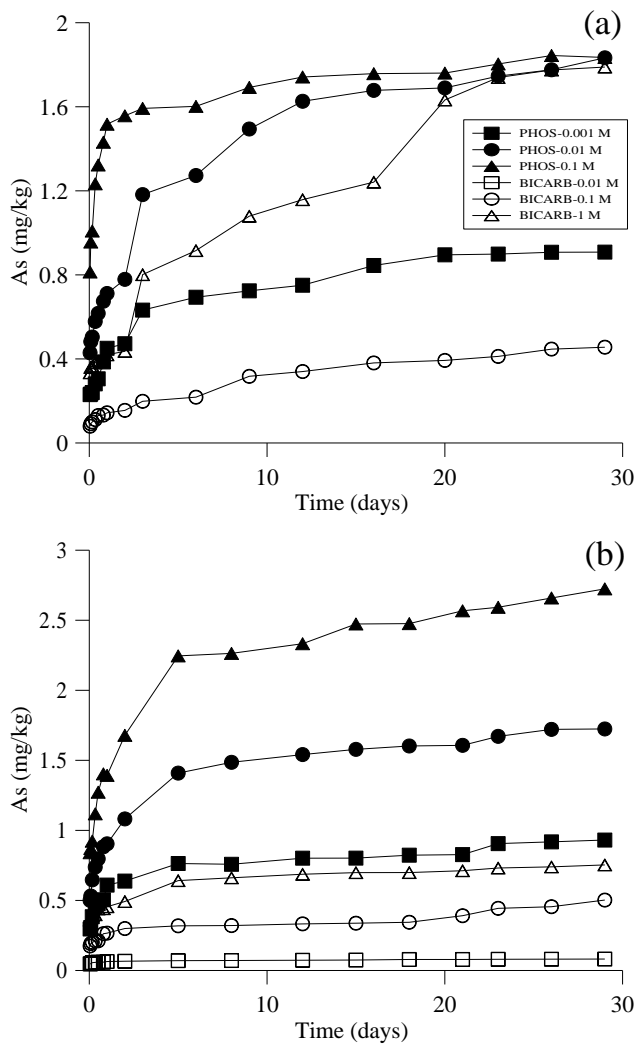 (a)
2
1.6
1.2
0.8
0.4
0
As (mg/kg)
PHOS-0.001 M
PHOS-0.01 M
PHOS-0.1 M
BICARB-0.01 M
BICARB-0.1 M
BICARB-1 M
0 10 20 30
Time (days)
(b)
3
2.5
2
1.5
1
0.5
0
As (mg/kg)
0 10 20 30
Time (days)